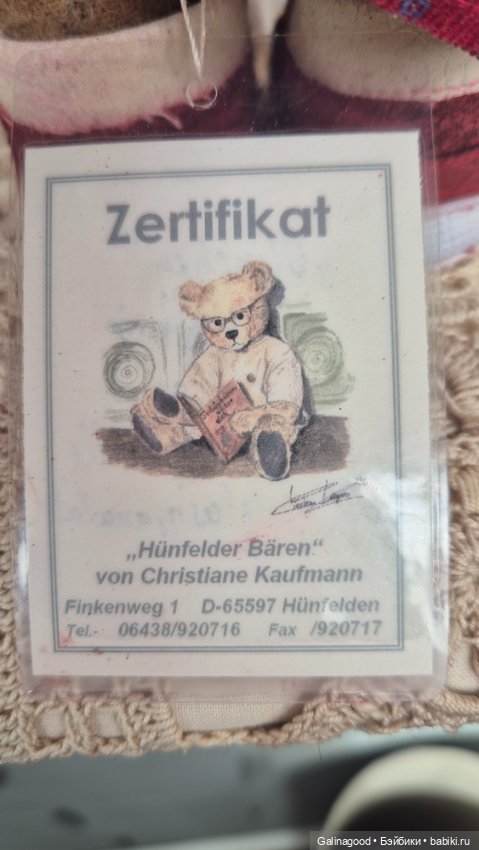 Zertifikat
„Hünfelder Bären“
von Christiane Kaufmann
Finkenweg 1 D-65597 Hünfelden
Tel.- 06438/920716 Fax /920717
Galinagood • Бэйбики • babiki.ru